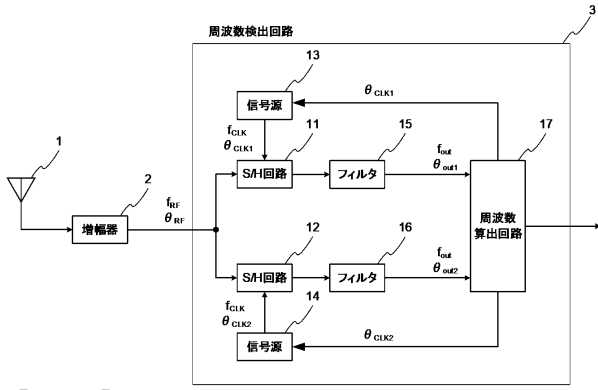 周波数検出回路
3
13
信号源
θCLK1
fCLK
θCLK1
11
15
17
1
S/H回路
フィルタ
fout
θout1
2
fRF
θRF
増幅器
周波数
算出回路
12
16
S/H回路
フィルタ
fout
θout2
fCLK
θCLK2
14
信号源
θCLK2